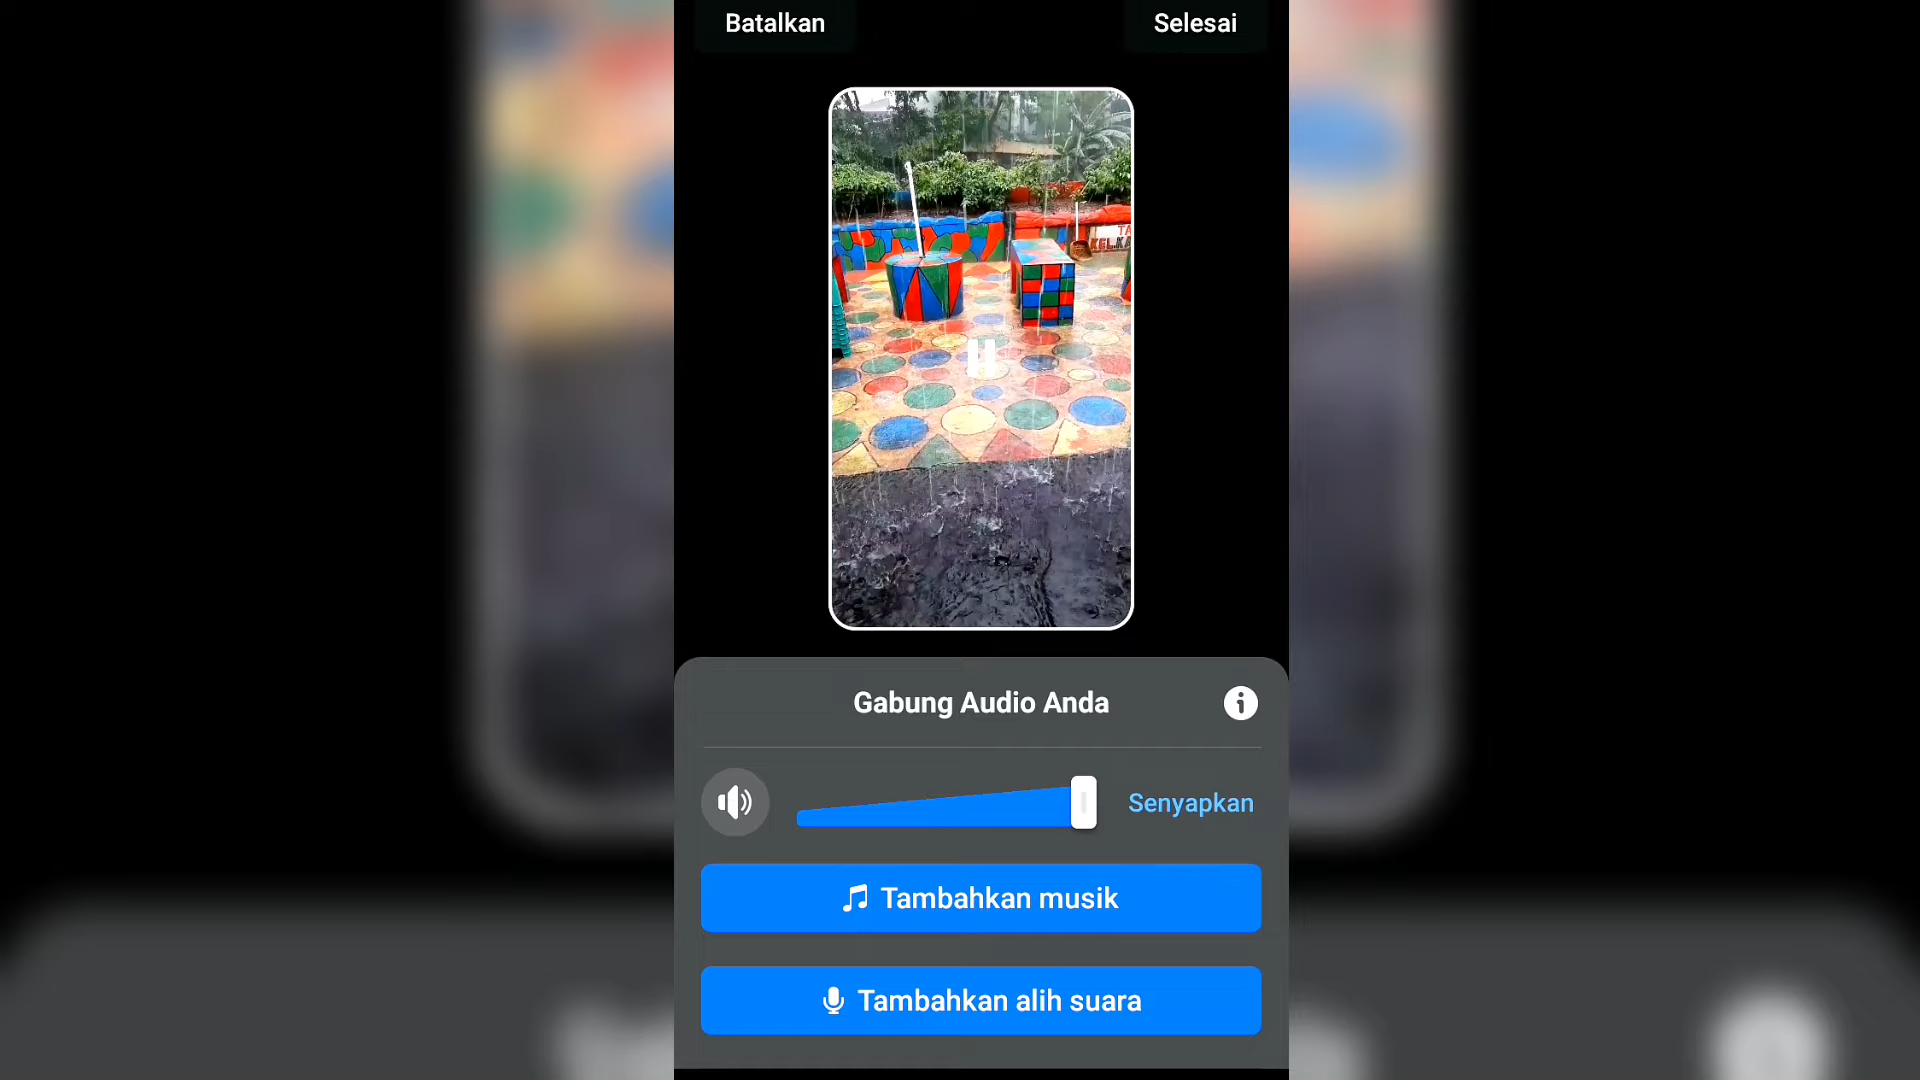 Batalkan
Selesai
Gabung Audio Anda
Senyapkan
Tambahkan musik
Tambahkan alih suara